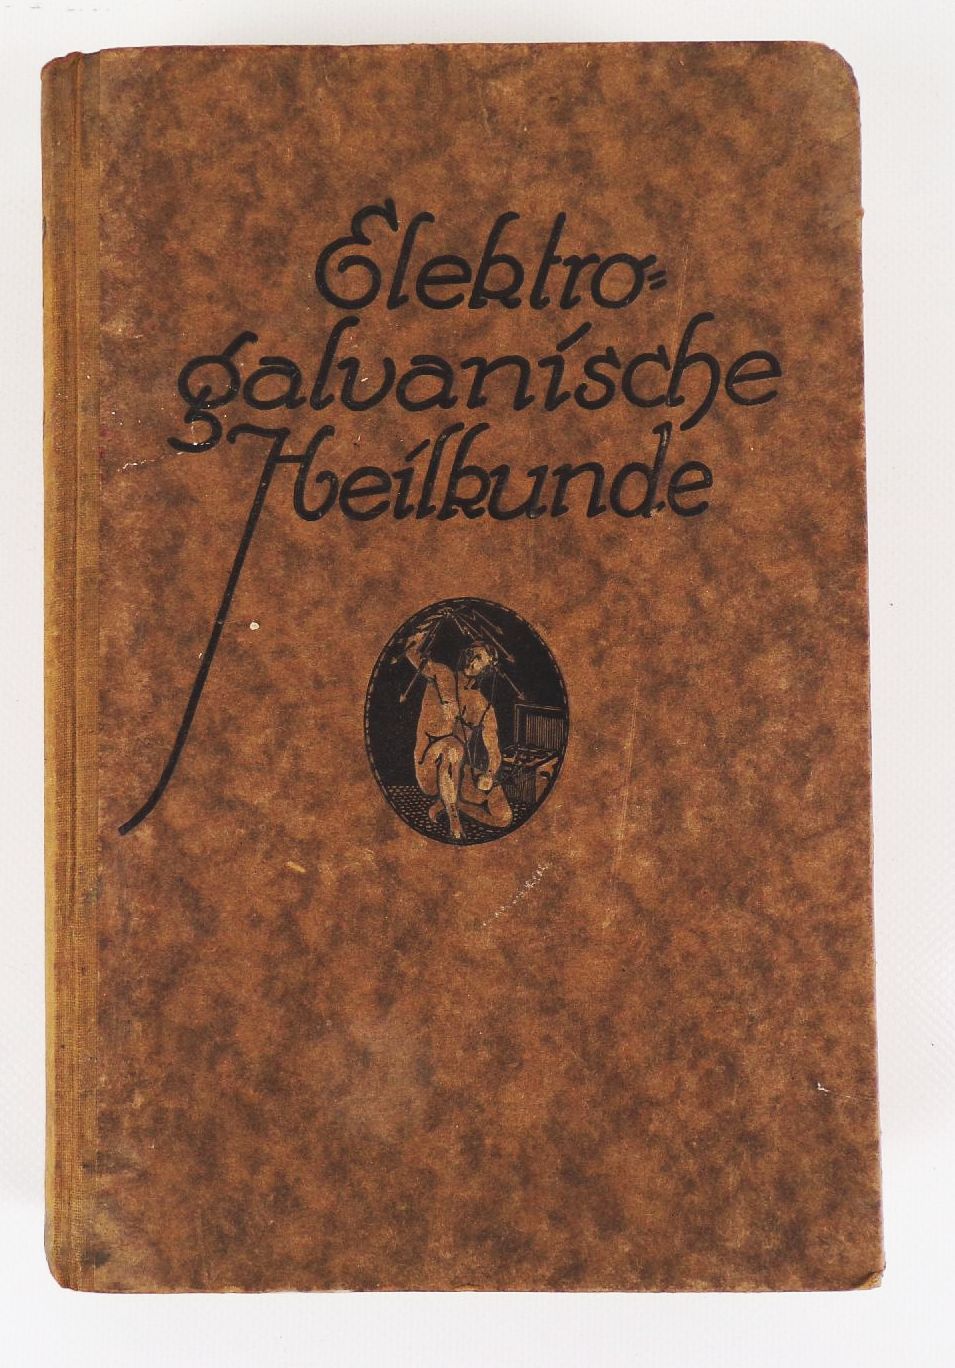 Elektro=
galvanische
Heilkunde